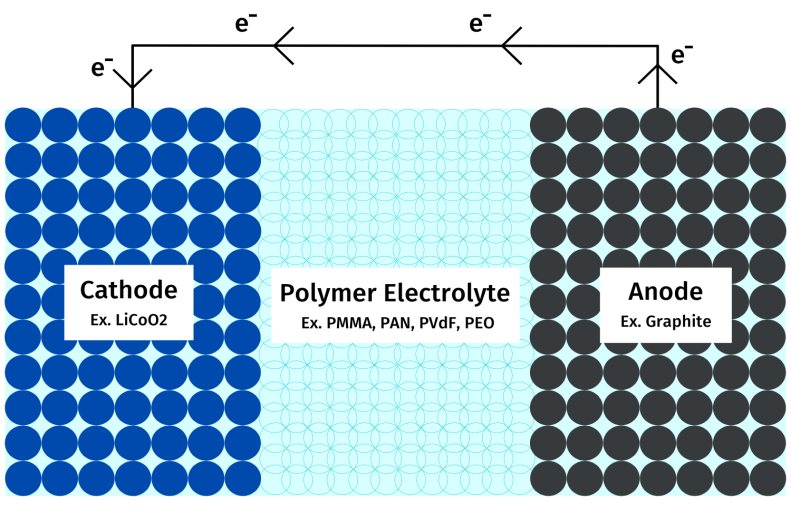 e⁻
e⁻
e⁻
e⁻
Cathode
Ex. LiCoO2
Polymer Electrolyte
Ex. PMMA, PAN, PVdF, PEO
Anode
Ex. Graphite